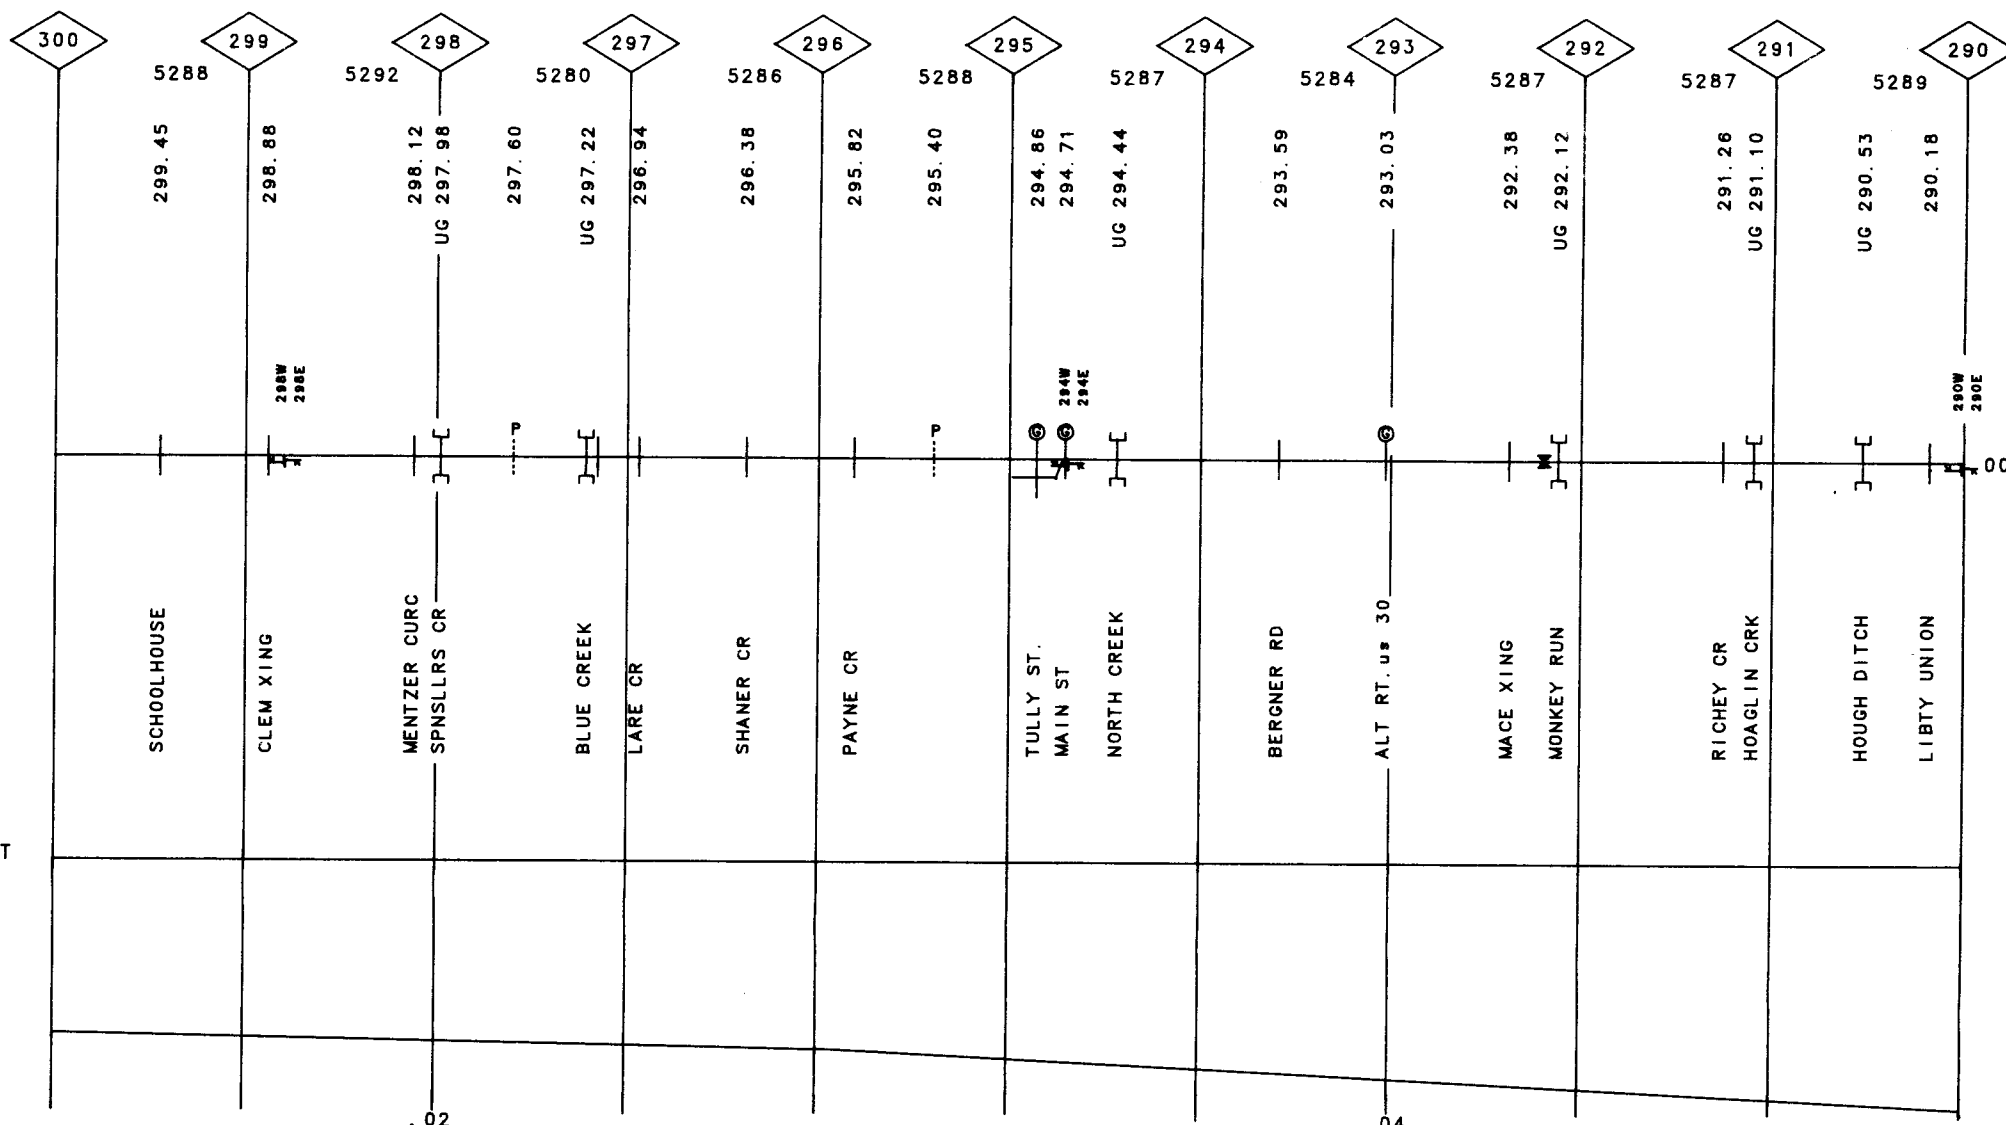 300 299 298 297 296 295 294 293 292 291 290
5288 5292 5280 5286 5288 5287 5284 5287 5287 5289
299.45
298.88
298.12
UG 297.98
297.60
UG 297.22
296.94
296.38
295.82
295.40
294.86
294.71
UG 294.44
293.59
293.03
292.38
UG 292.12
291.26
UG 291.10
UG 290.53
290.18
298W
298E
294W
294E
290W
290E
P
P
G
G
G
00
SCHOOLHOUSE
CLEM XING
MENTZER CURC
SPNSLLRS CR
BLUE CREEK
LARE CR
SHANER CR
PAYNE CR
TULLY ST.
MAIN ST
NORTH CREEK
BERGNER RD
ALT RT. us 30
MACE XING
MONKEY RUN
RICHEY CR
HOAGLIN CRK
HOUGH DITCH
LIBTY UNION
T
.02
04